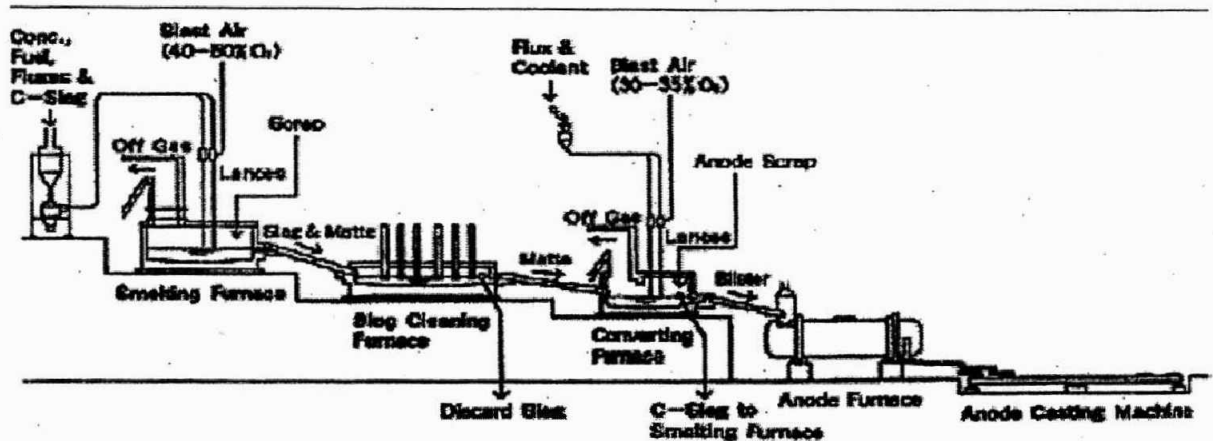 Conc.,
Fuel,
Fluxes &
C-Slag
Blast Air
(40-50% O₂)
Scrap
Off Gas
Lances
Slag & Matte
Smelting Furnace
Slag Cleaning
Furnace
Discard Slag
Matte
Flux &
Coolant
Blast Air
(30-35% O₂)
Anode Scrap
Off Gas
Lances
Blister
Converting
Furnace
C-Slag to
Smelting Furnace
Anode Furnace
Anode Casting Machine